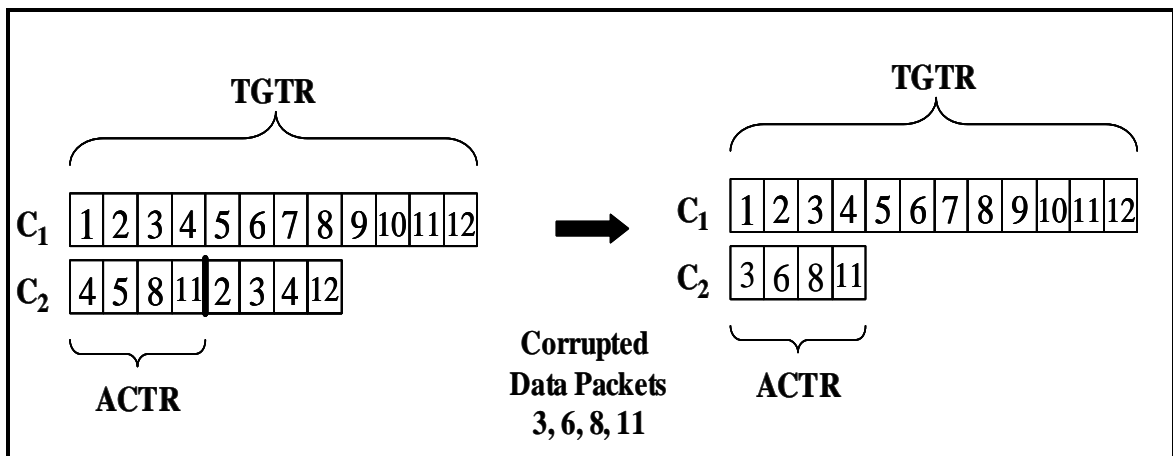 TGTR
C1 1 2 3 4 5 6 7 8 9 10 11 12
C2 4 5 8 11 2 3 4 12
ACTR
Corrupted
Data Packets
3, 6, 8, 11
TGTR
C1 1 2 3 4 5 6 7 8 9 10 11 12
C2 3 6 8 11
ACTR